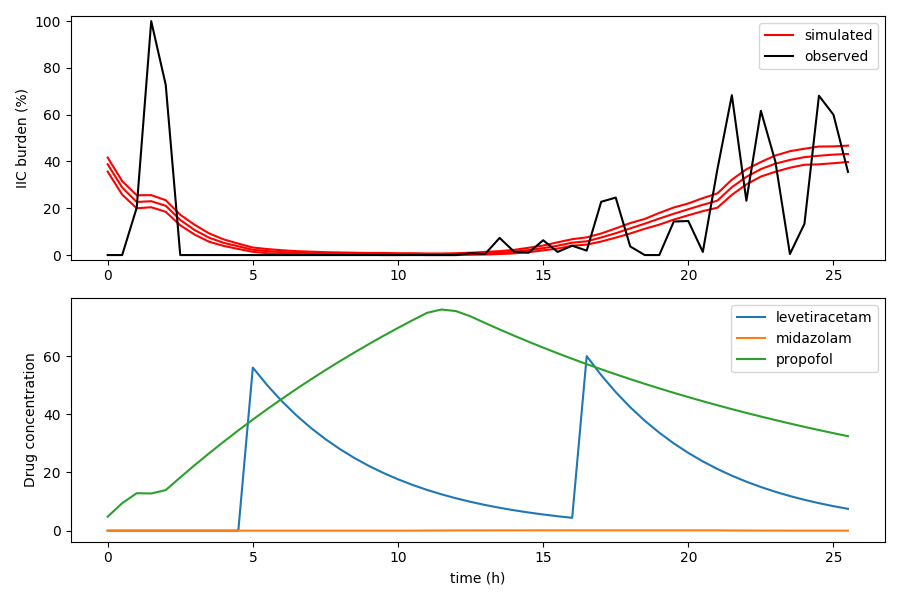 IIC burden (%)
100
80
60
40
20
0
simulated
observed
0
5
10
15
20
25
Drug concentration
60
40
20
0
levetiracetam
midazolam
propofol
0
5
10
15
20
25
time (h)